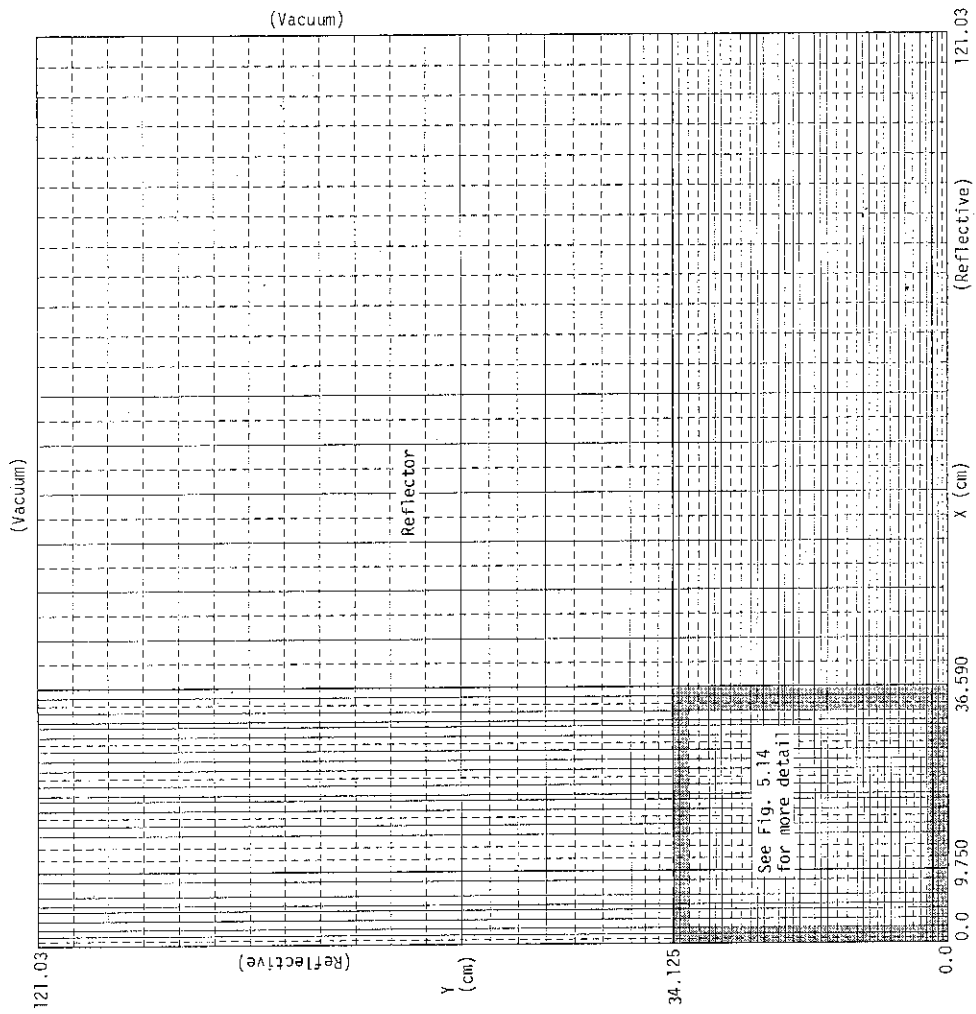 (Vacuum)
(Vacuum)
121.03
(Reflective)
Y
(cm)
Reflector
34.125
See Fig. 5.14
for more detail
0.0
0.0
9.750
36.590
X (cm)
(Reflective)
121.03